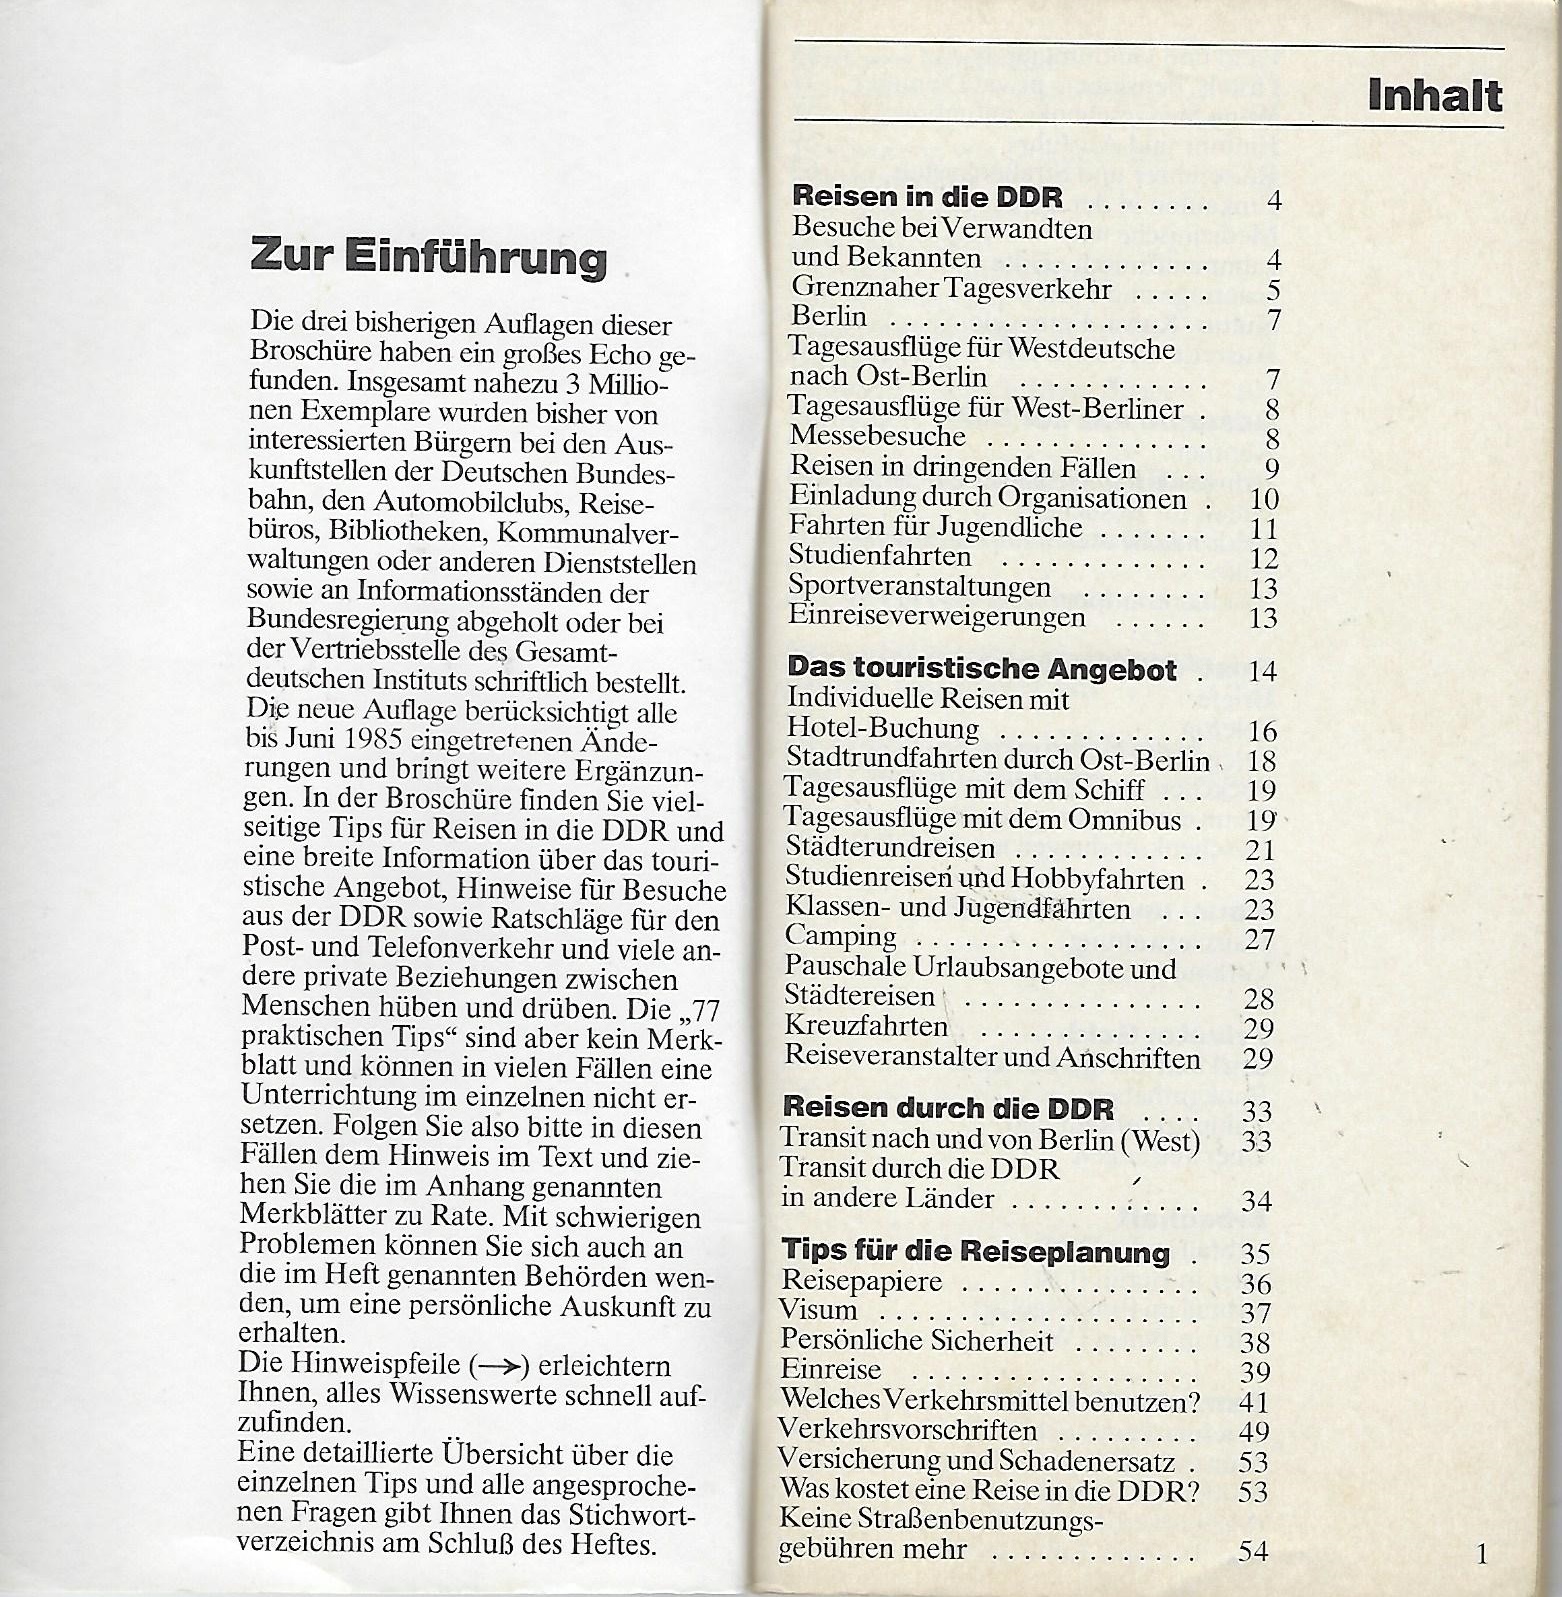 Zur Einführung
Die drei bisherigen Auflagen dieser
Broschüre haben ein großes Echo ge-
funden. Insgesamt nahezu 3 Millio-
nen Exemplare wurden bisher von
interessierten Bürgern bei den Aus-
kunftstellen der Deutschen Bundes-
bahn, den Automobilclubs, Reise-
büros, Bibliotheken, Kommunalver-
waltungen oder anderen Dienststellen
sowie an Informationsständen der
Bundesregierung abgeholt oder bei
der Vertriebsstelle des Gesamt-
deutschen Instituts schriftlich bestellt.
Die neue Auflage berücksichtigt alle
bis Juni 1985 eingetretenen Ände-
rungen und bringt weitere Ergänzun-
gen. In der Broschüre finden Sie viel-
seitige Tips für Reisen in die DDR und
eine breite Information über das touri-
stische Angebot, Hinweise für Besuche
aus der DDR sowie Ratschläge für den
Post- und Telefonverkehr und viele an-
dere private Beziehungen zwischen
Menschen hüben und drüben. Die „77
praktischen Tips“ sind aber kein Merk-
blatt und können in vielen Fällen eine
Unterrichtung im einzelnen nicht er-
setzen. Folgen Sie also bitte in diesen
Fällen dem Hinweis im Text und zie-
hen Sie die im Anhang genannten
Merkblätter zu Rate. Mit schwierigen
Problemen können Sie sich auch an
die im Heft genannten Behörden wen-
den, um eine persönliche Auskunft zu
erhalten.
Die Hinweispfeile (→) erleichtern
Ihnen, alles Wissenswerte schnell auf-
zufinden.
Eine detaillierte Übersicht über die
einzelnen Tips und alle angesproche-
nen Fragen gibt Ihnen das Stichwort-
verzeichnis am Schluß des Heftes.
Inhalt
Reisen in die DDR . . . . . . . . 4
Besuche bei Verwandten
und Bekannten . . . . . . . . . . . . . 4
Grenznaher Tagesverkehr . . . . . 5
Berlin . . . . . . . . . . . . . . . . . . . 7
Tagesausflüge für Westdeutsche
nach Ost-Berlin . . . . . . . . . . . . 7
Tagesausflüge für West-Berliner . 8
Messebesuche . . . . . . . . . . . . . . 8
Reisen in dringenden Fällen . . . 9
Einladung durch Organisationen . 10
Fahrten für Jugendliche . . . . . . . 11
Studienfahrten . . . . . . . . . . . . . 12
Sportveranstaltungen . . . . . . . . 13
Einreiseverweigerungen . . . . . . 13
Das touristische Angebot . 14
Individuelle Reisen mit
Hotel-Buchung . . . . . . . . . . . . . 16
Stadtrundfahrten durch Ost-Berlin . 18
Tagesausflüge mit dem Schiff . . . 19
Tagesausflüge mit dem Omnibus . 19
Städterundreisen . . . . . . . . . . . . 21
Studienreisen und Hobbyfahrten . 23
Klassen- und Jugendfahrten . . . 23
Camping . . . . . . . . . . . . . . . . . . 27
Pauschale Urlaubsangebote und
Städtereisen . . . . . . . . . . . . . . . 28
Kreuzfahrten . . . . . . . . . . . . . . 29
Reiseveranstalter und Anschriften 29
Reisen durch die DDR . . . . 33
Transit nach und von Berlin (West) 33
Transit durch die DDR
in andere Länder . . . . . . . . . . . . 34
Tips für die Reiseplanung . 35
Reisepapiere . . . . . . . . . . . . . . . 36
Visum . . . . . . . . . . . . . . . . . . . . 37
Persönliche Sicherheit . . . . . . . . 38
Einreise . . . . . . . . . . . . . . . . . . 39
Welches Verkehrsmittel benutzen? 41
Verkehrsvorschriften . . . . . . . . . 49
Versicherung und Schadenersatz . 53
Was kostet eine Reise in die DDR? 53
Keine Straßenbenutzungs-
gebühren mehr . . . . . . . . . . . . . 54
1